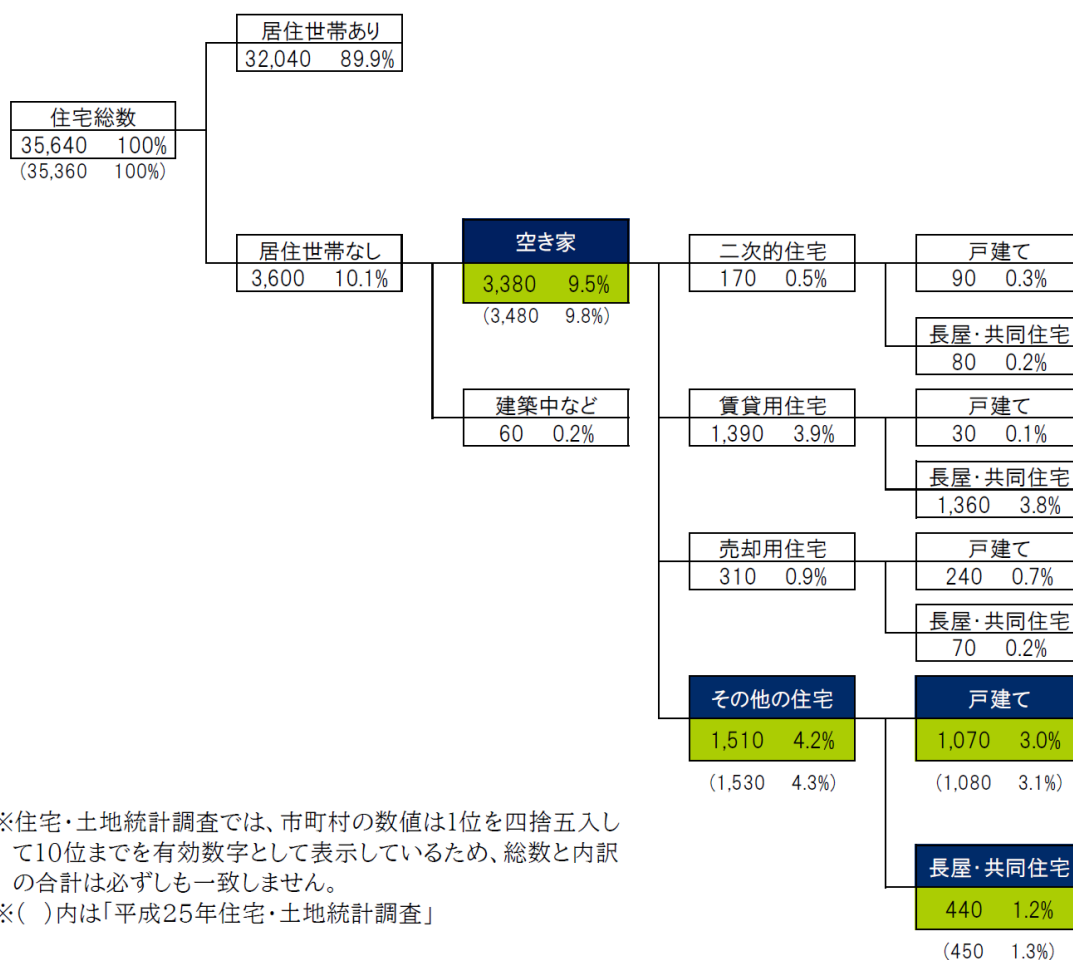 居住世帯あり
32,040 89.9%
住宅総数
35,640 100%
(35,360 100%)
居住世帯なし
3,600 10.1%
空き家
3,380 9.5%
(3,480 9.8%)
建築中など
60 0.2%
二次的住宅
170 0.5%
戸建て
90 0.3%
長屋・共同住宅
80 0.2%
賃貸用住宅
1,390 3.9%
戸建て
30 0.1%
長屋・共同住宅
1,360 3.8%
売却用住宅
310 0.9%
戸建て
240 0.7%
長屋・共同住宅
70 0.2%
その他の住宅
1,510 4.2%
(1,530 4.3%)
戸建て
1,070 3.0%
(1,080 3.1%)
長屋・共同住宅
440 1.2%
(450 1.3%)
※住宅・土地統計調査では、市町村の数値は1位を四捨五入し
て10位までを有効数字として表示しているため、総数と内訳
の合計は必ずしも一致しません。
※( )内は「平成25年住宅・土地統計調査」